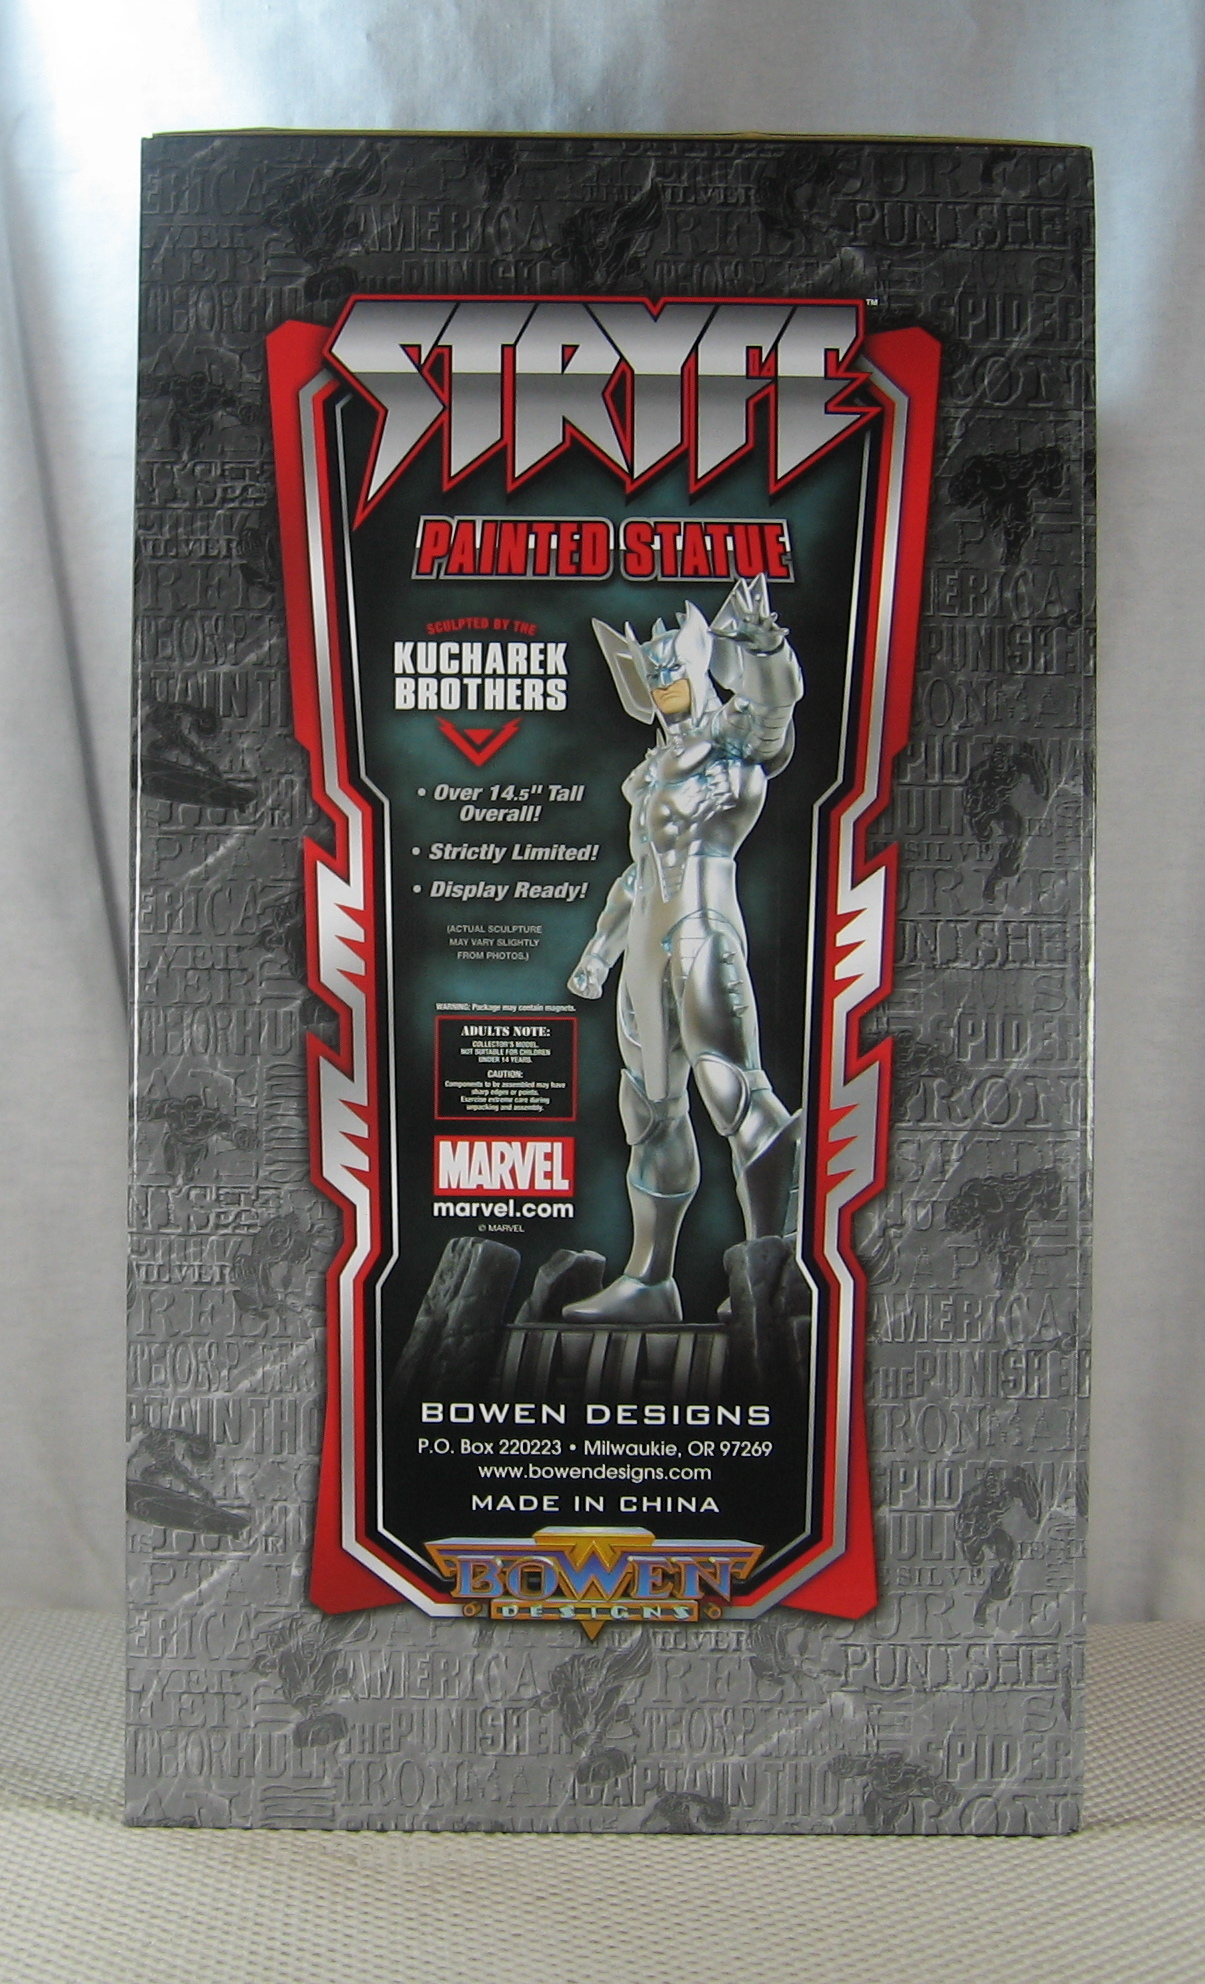 STRYFE™
PAINTED STATUE
SCULPTED BY THE
KUCHAREK
BROTHERS
• Over 14.5" Tall
Overall!
• Strictly Limited!
• Display Ready!
(ACTUAL SCULPTURE
MAY VARY SLIGHTLY
FROM PHOTOS.)
WARNING: Package may contain magnets.
ADULTS NOTE:
COLLECTOR'S MODEL.
NOT SUITABLE FOR CHILDREN
UNDER 14 YEARS.
CAUTION:
Components to be assembled may have
sharp edges or points.
Exercise extreme care during
unpacking and assembly.
MARVEL
marvel.com
© MARVEL
BOWEN DESIGNS
P.O. Box 220223 • Milwaukie, OR 97269
www.bowendesigns.com
MADE IN CHINA
BOWEN
DESIGNS